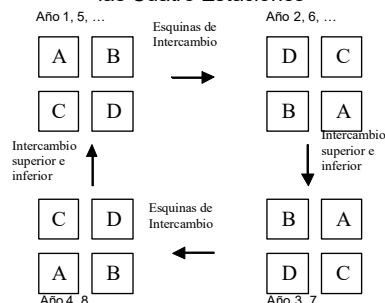 las Cuatro Estaciones
Año 1, 5, …
Esquinas de
Intercambio
Año 2, 6, …
A B
C D
D C
B A
Intercambio
superior e
inferior
Intercambio
superior e
inferior
C D
A B
Esquinas de
Intercambio
B A
D C
Año 4, 8
Año 3, 7